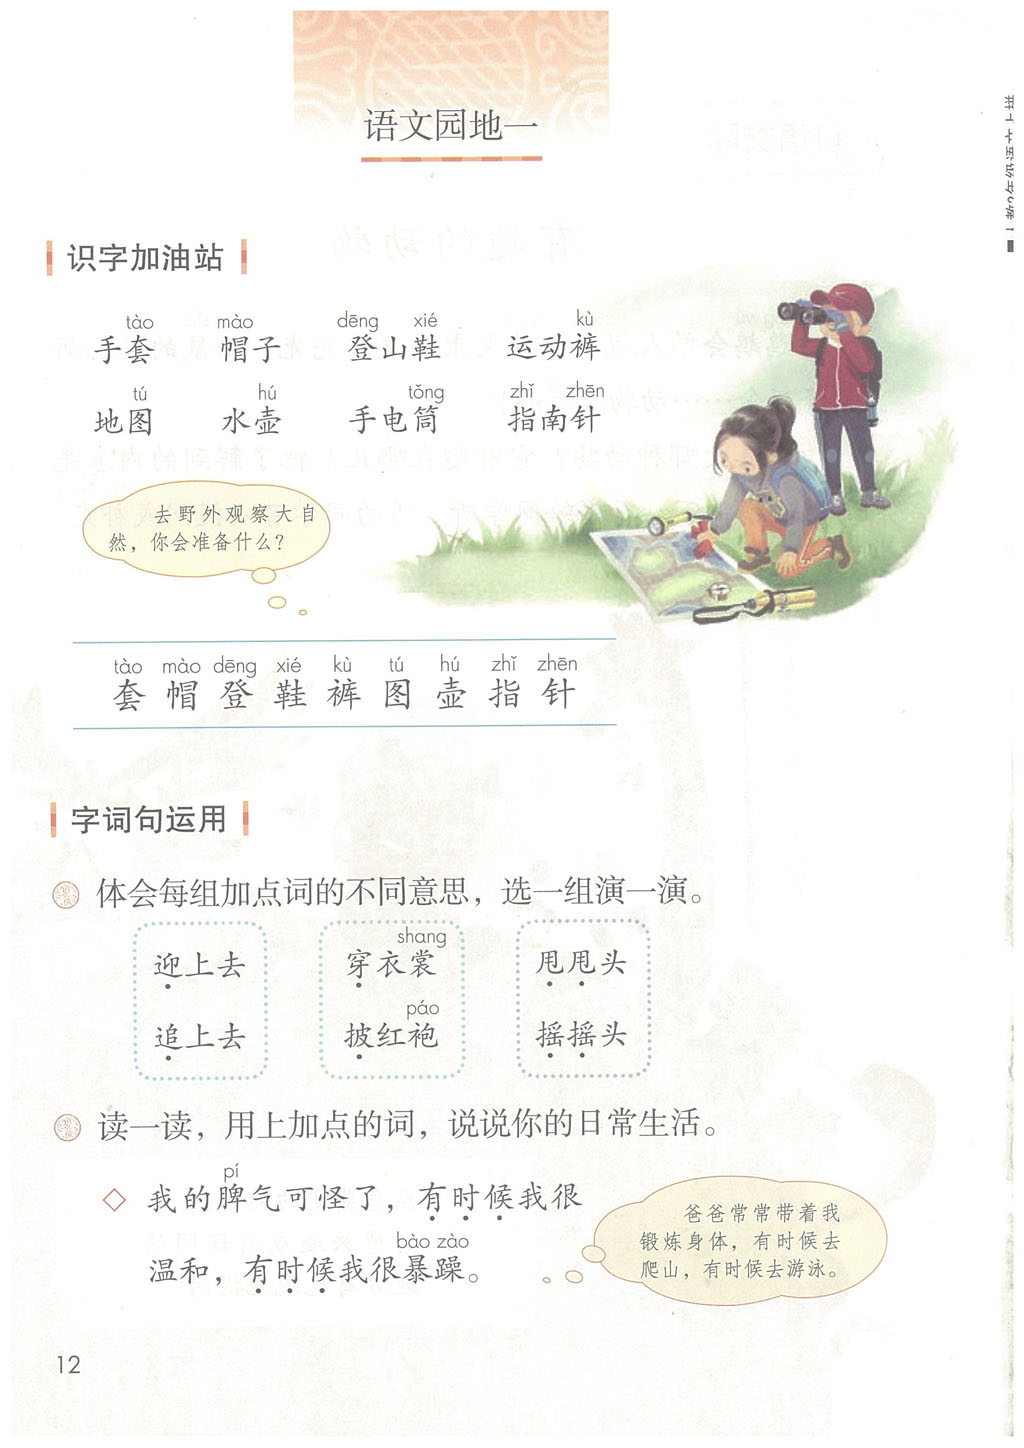 语文园地一
识字加油站
tào mào dēng xié kù
手套 帽子 登山鞋 运动裤
tú hú tǒng zhǐ zhēn
地图 水壶 手电筒 指南针
去野外观察大自
然，你会准备什么？
tào mào dēng xié kù tú hú zhǐ zhēn
套 帽 登 鞋 裤 图 壶 指 针
字词句运用
体会每组加点词的不同意思，选一组演一演。
shang
迎上去 穿衣裳 甩甩头
páo
追上去 披红袍 摇摇头
读一读，用上加点的词，说说你的日常生活。
pí
◇ 我的脾气可怪了，有时候我很
bào zào
温和，有时候我很暴躁。
爸爸常常带着我
锻炼身体，有时候去
爬山，有时候去游泳。
12